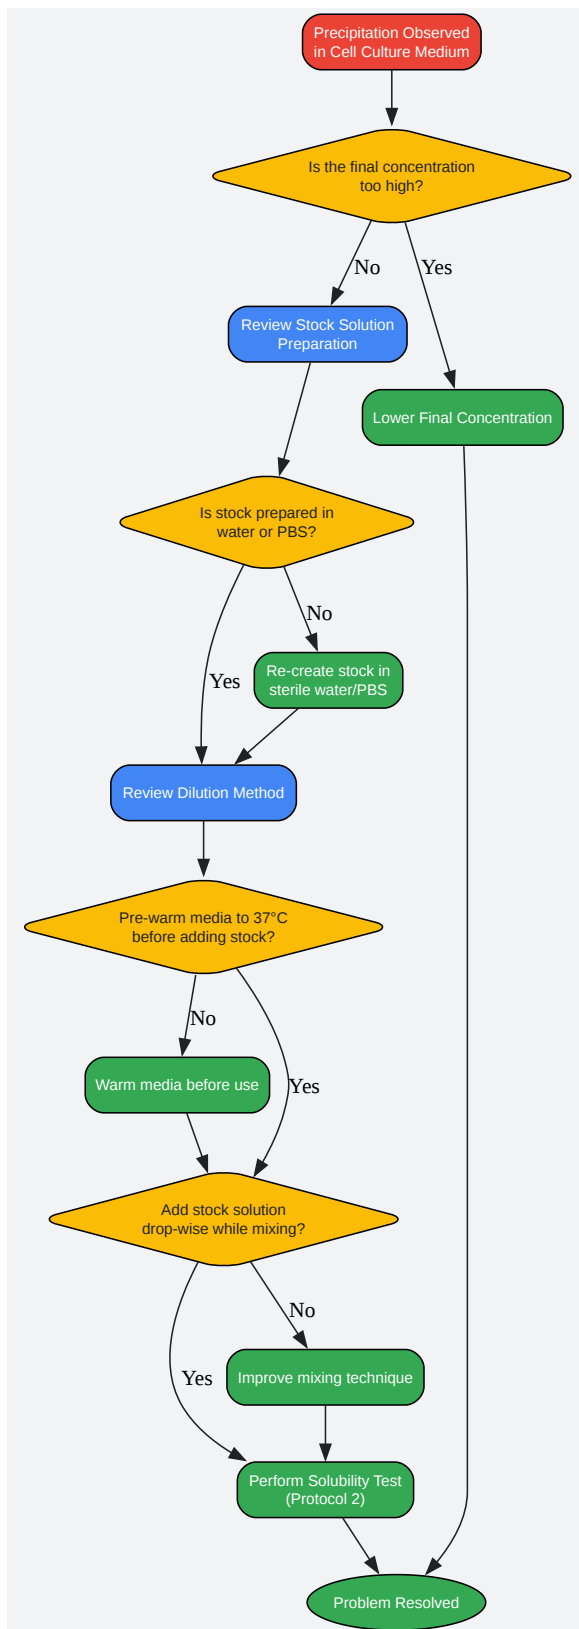 Precipitation Observed
in Cell Culture Medium
Is the final concentration
too high?
No
Yes
Review Stock Solution
Preparation
Lower Final Concentration
Is stock prepared in
water or PBS?
No
Yes
Re-create stock in
sterile water/PBS
Review Dilution Method
Pre-warm media to 37°C
before adding stock?
No
Yes
Warm media before use
Add stock solution
drop-wise while mixing?
No
Yes
Improve mixing technique
Perform Solubility Test
(Protocol 2)
Problem Resolved